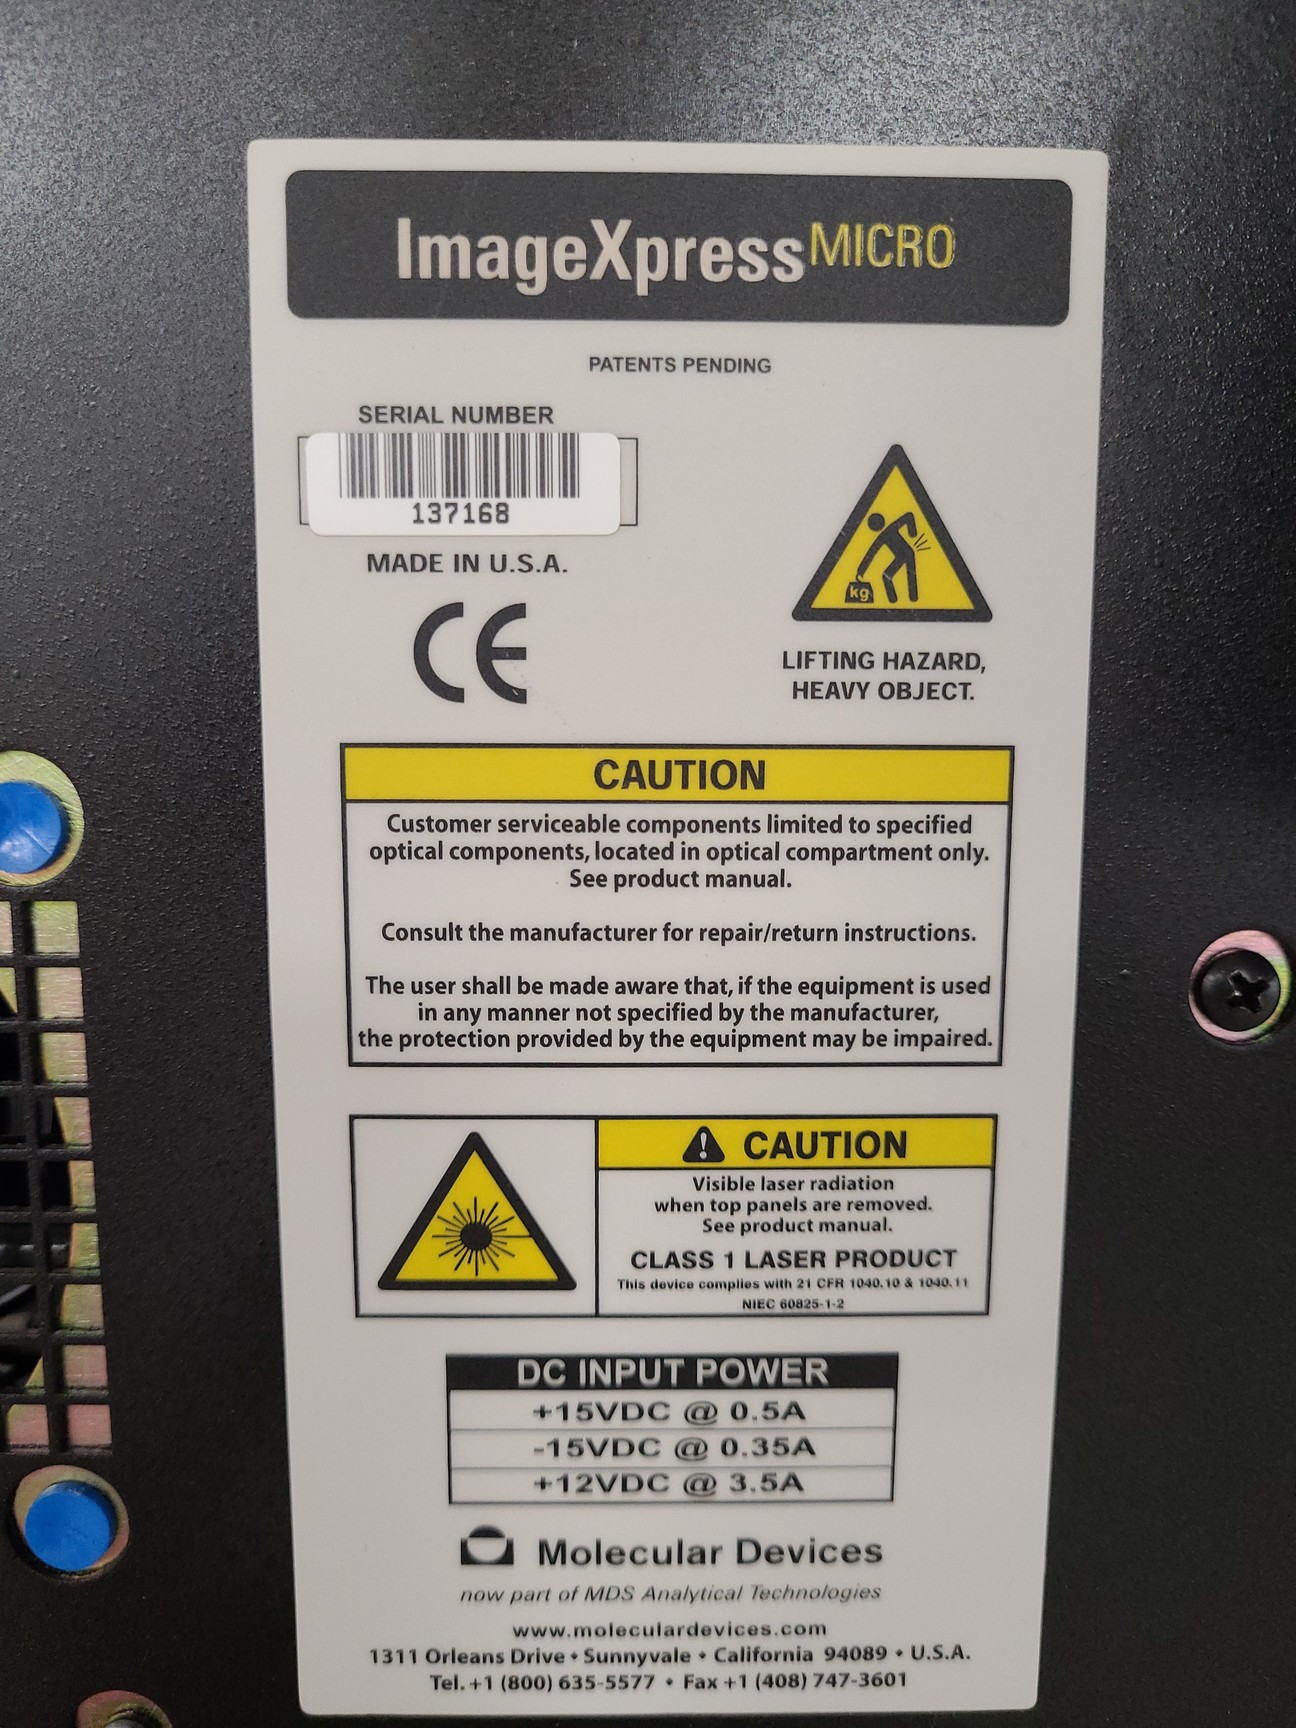 ImageXpressMICRO
PATENTS PENDING
SERIAL NUMBER
137168
MADE IN U.S.A.
CE
kg
LIFTING HAZARD,
HEAVY OBJECT.
CAUTION
Customer serviceable components limited to specified
optical components, located in optical compartment only.
See product manual.
Consult the manufacturer for repair/return instructions.
The user shall be made aware that, if the equipment is used
in any manner not specified by the manufacturer,
the protection provided by the equipment may be impaired.
! CAUTION
Visible laser radiation
when top panels are removed.
See product manual.
CLASS 1 LASER PRODUCT
This device complies with 21 CFR 1040.10 & 1040.11
NIEC 60825-1-2
DC INPUT POWER
+15VDC @ 0.5A
-15VDC @ 0.35A
+12VDC @ 3.5A
Molecular Devices
now part of MDS Analytical Technologies
www.moleculardevices.com
1311 Orleans Drive • Sunnyvale • California 94089 • U.S.A.
Tel. +1 (800) 635-5577 • Fax +1 (408) 747-3601